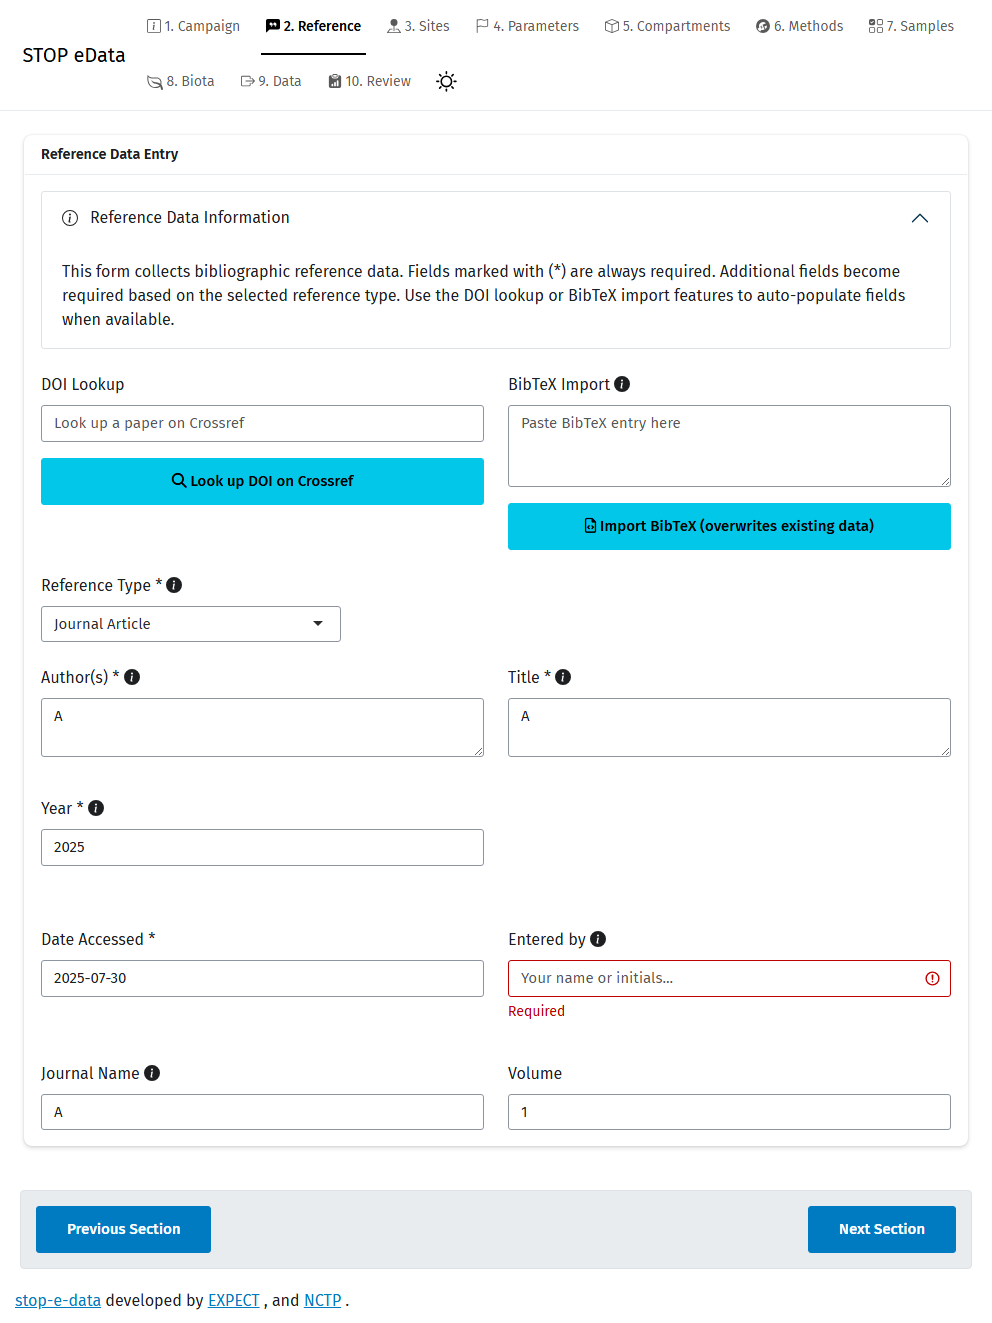 STOP eData
1. Campaign
2. Reference
3. Sites
4. Parameters
5. Compartments
6. Methods
7. Samples
8. Biota
9. Data
10. Review
Reference Data Entry
Reference Data Information
This form collects bibliographic reference data. Fields marked with (*) are always required. Additional fields become
required based on the selected reference type. Use the DOI lookup or BibTeX import features to auto-populate fields
when available.
DOI Lookup
Look up a paper on Crossref
Look up DOI on Crossref
BibTeX Import
Paste BibTeX entry here
Import BibTeX (overwrites existing data)
Reference Type *
Journal Article
Author(s) *
A
Title *
A
Year *
2025
Date Accessed *
2025-07-30
Entered by
Your name or initials...
Required
Journal Name
A
Volume
1
Previous Section
Next Section
stop-e-data developed by EXPECT , and NCTP .